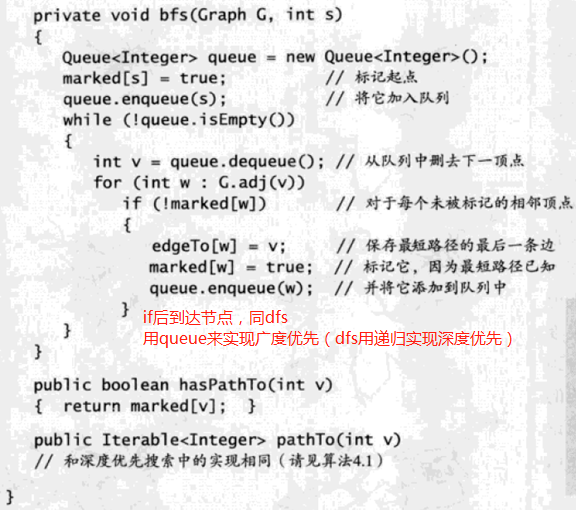 private void bfs(Graph G, int s)
{
Queue<Integer> queue = new Queue<Integer>();
marked[s] = true; // 标记起点
queue.enqueue(s); // 将它加入队列
while (!queue.isEmpty())
{
int v = queue.dequeue(); // 从队列中删去下一顶点
for (int w : G.adj(v))
if (!marked[w]) // 对于每个未被标记的相邻顶点
{
edgeTo[w] = v; // 保存最短路径的最后一条边
marked[w] = true; // 标记它，因为最短路径已知
queue.enqueue(w); // 并将它添加到队列中
}
if后到达节点，同dfs
} 用queue来实现广度优先（dfs用递归实现深度优先）
}
public boolean hasPathTo(int v)
{ return marked[v]; }
public Iterable<Integer> pathTo(int v)
// 和深度优先搜索中的实现相同（请见算法4.1）
}